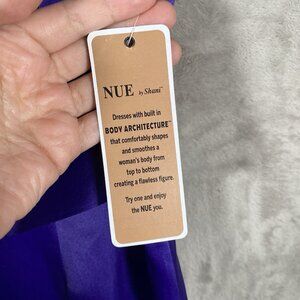 NUE by Shani™
Dresses with built in
BODY ARCHITECTURE™
that comfortably shapes
and smoothes a
woman's body from
top to bottom
creating a flawless figure.
Try one and enjoy
the NUE you.